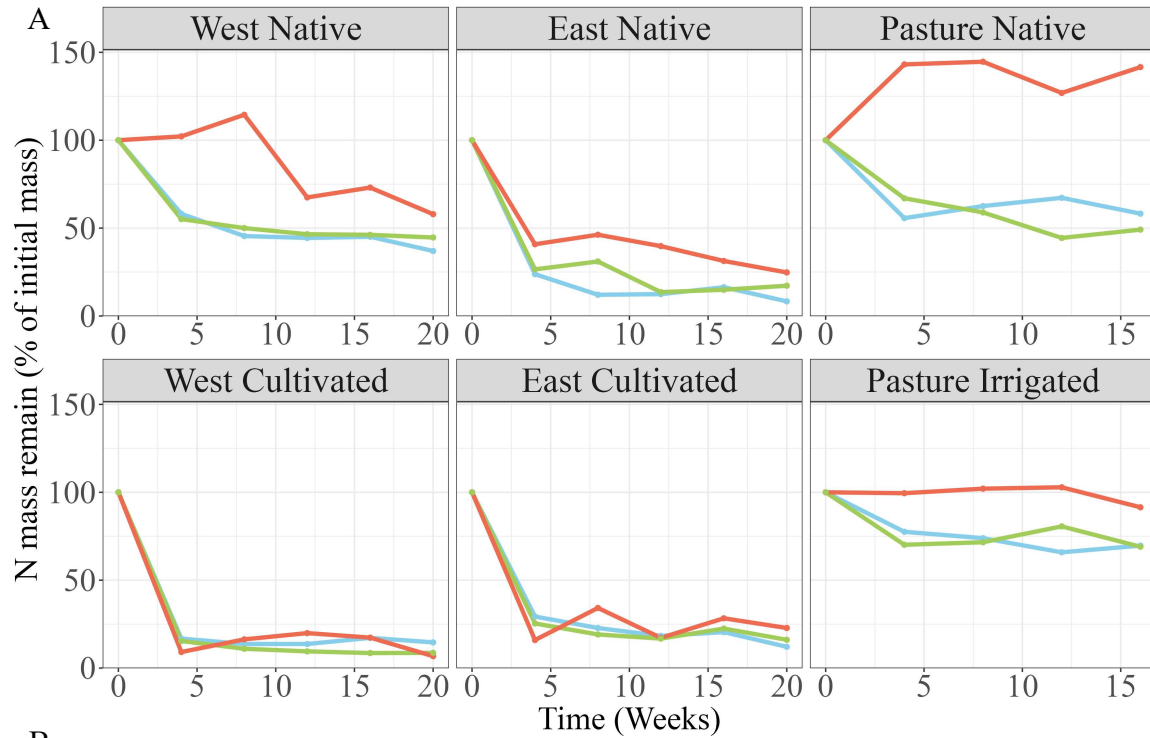 A
West Native East Native Pasture Native
150
100
50
0
0 5 10 15 20 0 5 10 15 20 0 5 10 15
West Cultivated East Cultivated Pasture Irrigated
150
100
50
0
0 5 10 15 20 0 5 10 15 20 0 5 10 15
N mass remain (% of initial mass)
Time (Weeks)